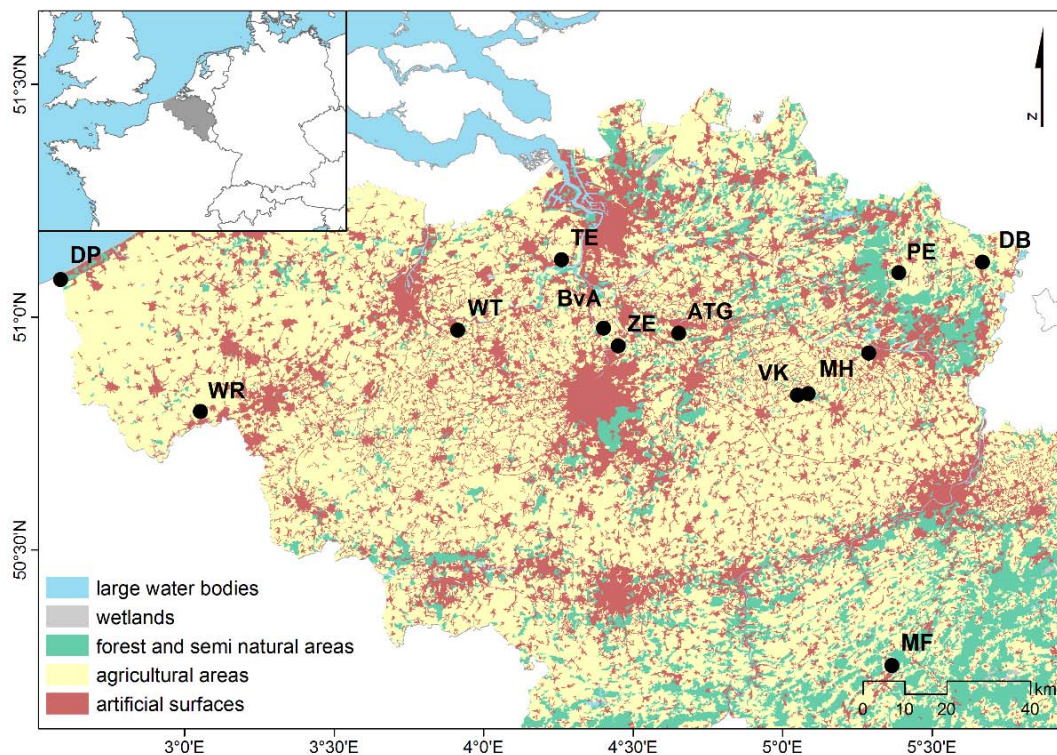 51°30'N
51°0'N
50°30'N
N
DP
TE
PE
DB
WT
BvA
ZE
ATG
WR
VK
MH
MF
large water bodies
wetlands
forest and semi natural areas
agricultural areas
artificial surfaces
km
0 10 20 40
3°0'E 3°30'E 4°0'E 4°30'E 5°0'E 5°30'E